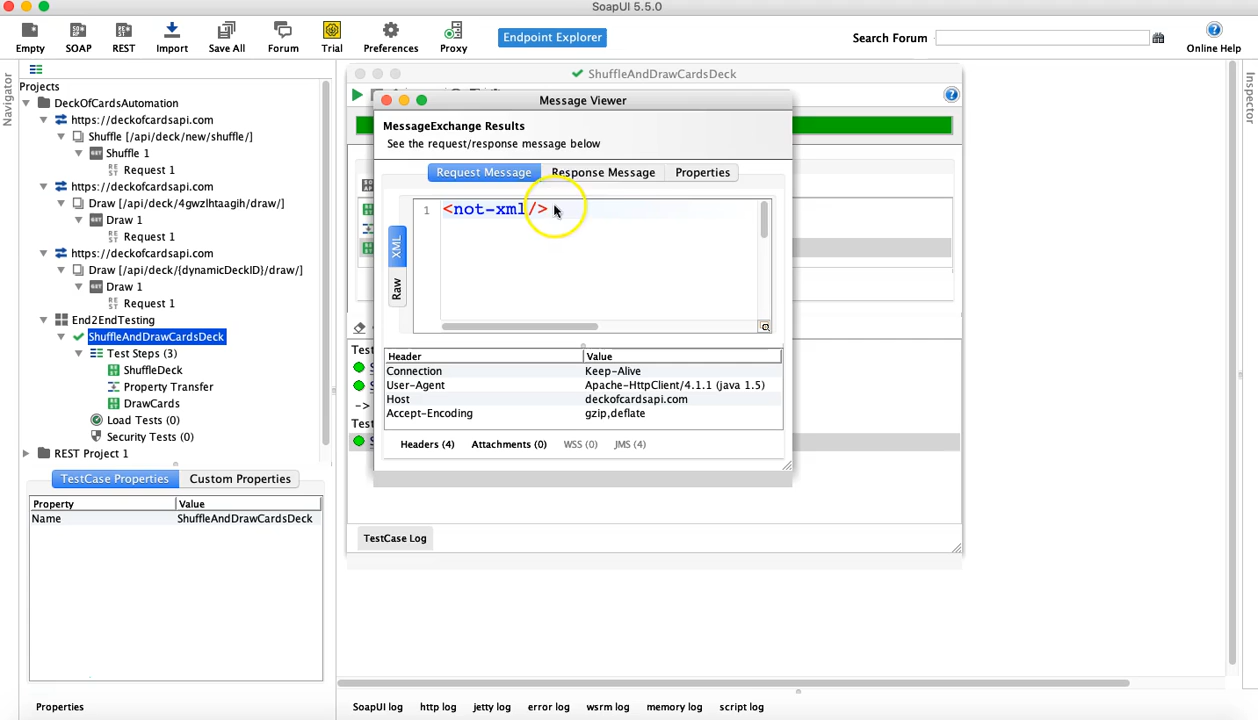 SoapUI 5.5.0
Empty SOAP REST Import Save All Forum Trial Preferences Proxy Endpoint Explorer Search Forum Online Help
Navigator
Projects
DeckOfCardsAutomation
https://deckofcardsapi.com
Shuffle [/api/deck/new/shuffle/]
GET Shuffle 1
REST Request 1
https://deckofcardsapi.com
Draw [/api/deck/4gwzlhtaagih/draw/]
GET Draw 1
REST Request 1
https://deckofcardsapi.com
Draw [/api/deck/{dynamicDeckID}/draw/]
GET Draw 1
REST Request 1
End2EndTesting
ShuffleAndDrawCardsDeck
Test Steps (3)
ShuffleDeck
Property Transfer
DrawCards
Load Tests (0)
Security Tests (0)
REST Project 1
TestCase Properties Custom Properties
Property Value
Name ShuffleAndDrawCardsDeck
Properties
ShuffleAndDrawCardsDeck
Message Viewer
MessageExchange Results
See the request/response message below
Request Message Response Message Properties
XML
Raw
1 <not-xml/>
Header Value
Connection Keep-Alive
User-Agent Apache-HttpClient/4.1.1 (java 1.5)
Host deckofcardsapi.com
Accept-Encoding gzip,deflate
Headers (4) Attachments (0) WSS (0) JMS (4)
TestCase Log
SoapUI log http log jetty log error log wsrm log memory log script log
Inspector